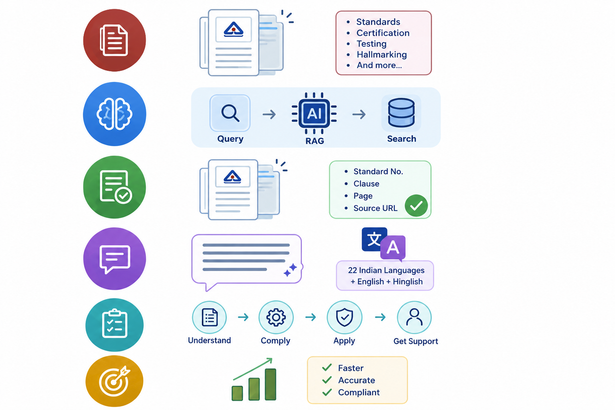 • Standards
• Certification
• Testing
• Hallmarking
• And more...
AI
Query
RAG
Search
• Standard No.
• Clause
• Page
• Source URL
文
A
22 Indian Languages
+ English + Hinglish
Understand
Comply
Apply
Get Support
Faster
Accurate
Compliant